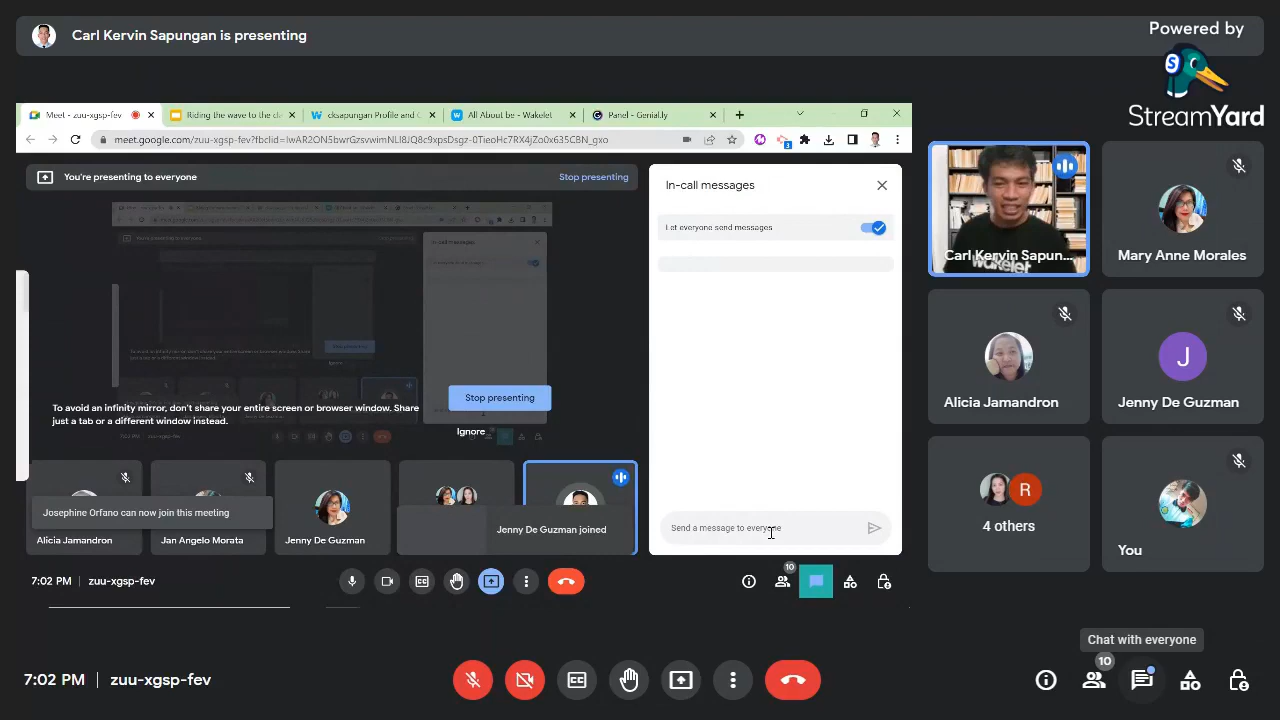 Carl Kervin Sapungan is presenting
Powered by
StreamYard
Meet - zuu-xgsp-fev
Riding the wave to the cl
cksapungan Profile and C
All About be - Wakelet
Panel - Genial.ly
meet.google.com/zuu-xgsp-fev?fbclid=
You're presenting to everyone
Stop presenting
In-call messages
Let everyone send messages
Stop presenting
To avoid an infinity mirror, don't share your entire screen or browser window. Share
just a tab or a different window instead.
Ignore
Josephine Orfano can now join this meeting
Jenny De Guzman joined
Alicia Jamandron
Jan Angelo Morata
Jenny De Guzman
Send a message to everyone
7:02 PM
zuu-xgsp-fev
10
wakelet
Carl Kervin Sapun...
Mary Anne Morales
Alicia Jamandron
J
Jenny De Guzman
R
4 others
You
Chat with everyone
7:02 PM | zuu-xgsp-fev
10